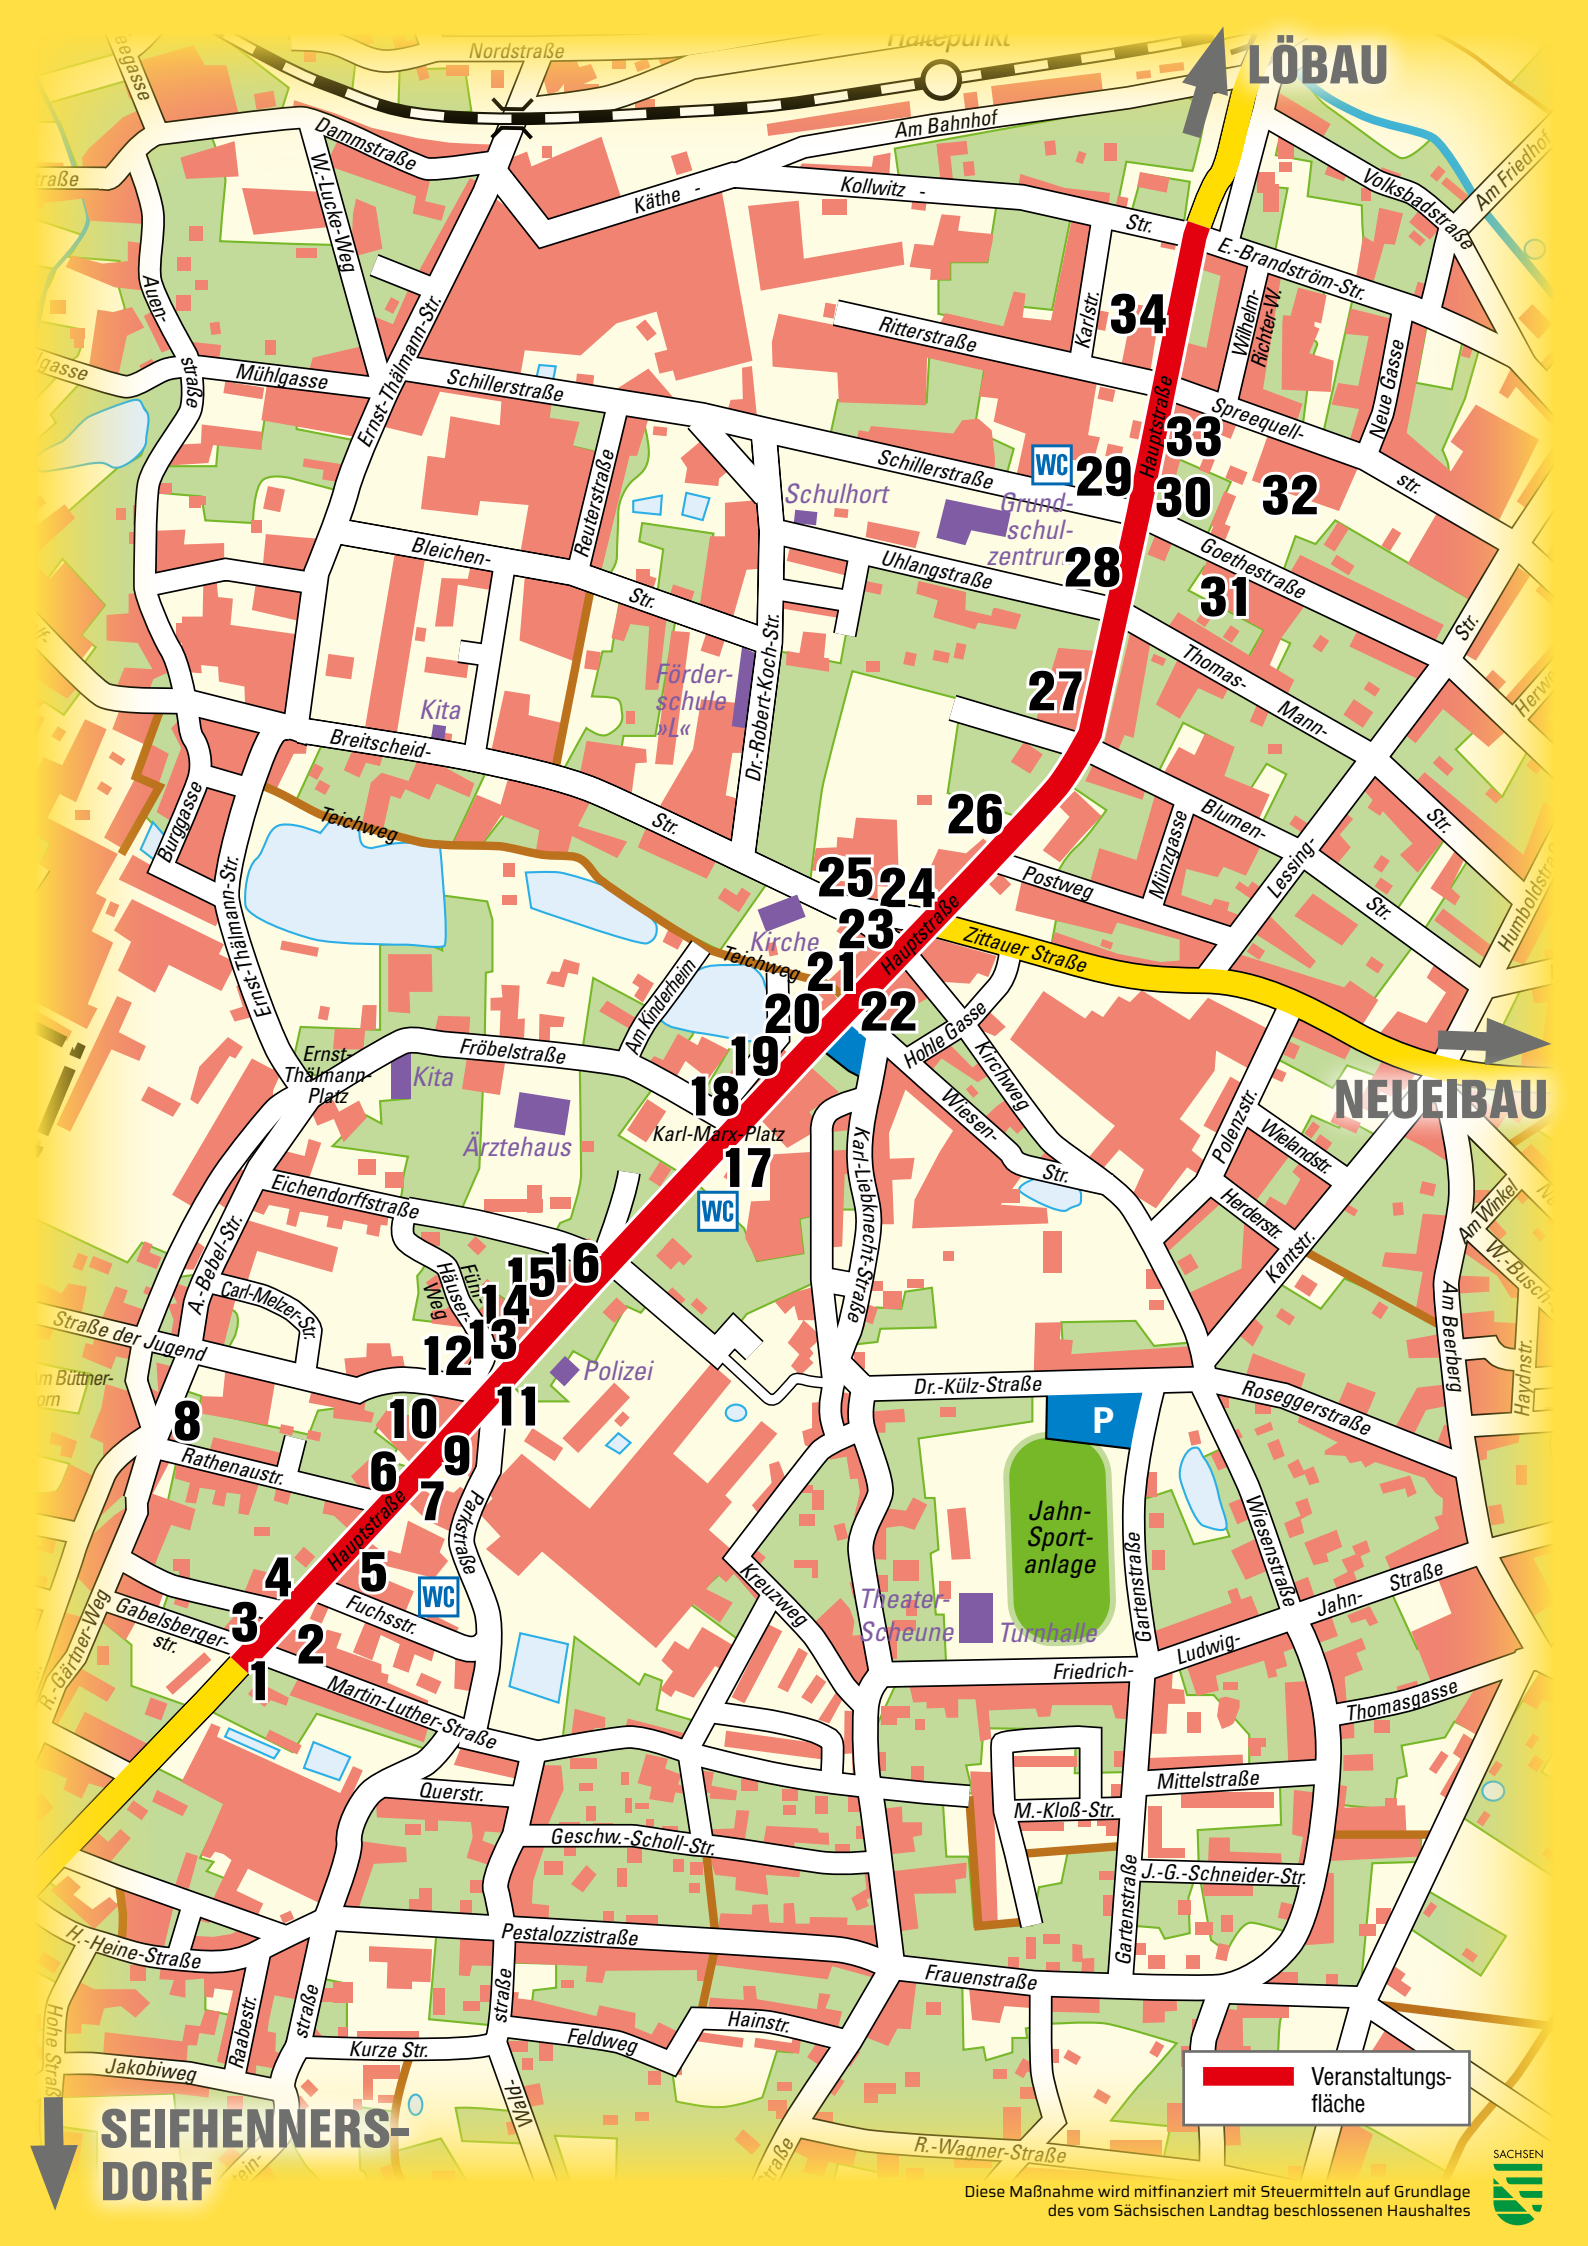 Nordstraße
Haltepunkt
LÖBAU
Dammstraße
W.-Lucke-Weg
Am Bahnhof
Käthe -
Kollwitz -
Str.
E.-Brandström-Str.
Volksbadstraße
Am Friedhof
Auen-
straße
Mühlgasse
Ernst-Thälmann-Str.
Schillerstraße
Ritterstraße
Karlstr.
34
Wilhelm-
Richter-W.
Neue Gasse
Hauptstraße
Spreequell-
str.
33
WC
29
30
32
Schillerstraße
Reuterstraße
Schulhort
Grund-
schul-
zentrum
28
Bleichen-
Str.
Uhlangstraße
Goethestraße
31
Str.
Förder-
schule
»L«
Dr.-Robert-Koch-Str.
Kita
27
Thomas-
Mann-
Str.
Breitscheid-
Str.
Burggasse
Teichweg
26
Münzgasse
Blumen-
Str.
Lessing-
Ernst-Thälmann-Str.
25
24
Postweg
Humboldtstraße
Kirche
23
Hauptstraße
Zittauer Straße
Teichweg
21
Am Kinderheim
20
22
Hohle Gasse
Kirchweg
Ernst-
Thälmann-
Platz
Fröbelstraße
Kita
19
18
Wiesen-
Str.
NEUEIBAU
Ärztehaus
Karl-Marx-Platz
17
WC
Karl-Liebknecht-Straße
Polenzstr.
Wielandstr.
Herderstr.
Kantstr.
Am Winkel
Eichendorffstraße
A.-Bebel-Str.
Carl-Melzer-Str.
Fünf-
Häuser-
Weg
16
15
14
13
12
Straße der Jugend
Am Beerberg
Haydnstr.
Polizei
11
10
8
9
6
7
Rathenaustr.
Dr.-Külz-Straße
P
Roseggerstraße
Hauptstraße
Parkstraße
Jahn-
Sport-
anlage
Wiesenstraße
Gartenstraße
5
4
WC
3
2
1
Fuchsstr.
Gabelsberger-
str.
R.-Gärtner-Weg
Kreuzweg
Theater-
Scheune
Turnhalle
Friedrich-
Ludwig-
Jahn-
Straße
Martin-Luther-Straße
Thomasgasse
Querstr.
Mittelstraße
M.-Kloß-Str.
Geschw.-Scholl-Str.
J.-G.-Schneider-Str.
Gartenstraße
H.-Heine-Straße
Pestalozzistraße
Frauenstraße
Raabestr.
straße
straße
Hainstr.
Feldweg
Kurze Str.
Jakobiweg
Wald-
R.-Wagner-Straße
SEIFHENNERS-
DORF
Veranstaltungs-
fläche
SACHSEN
Diese Maßnahme wird mitfinanziert mit Steuermitteln auf Grundlage
des vom Sächsischen Landtag beschlossenen Haushaltes